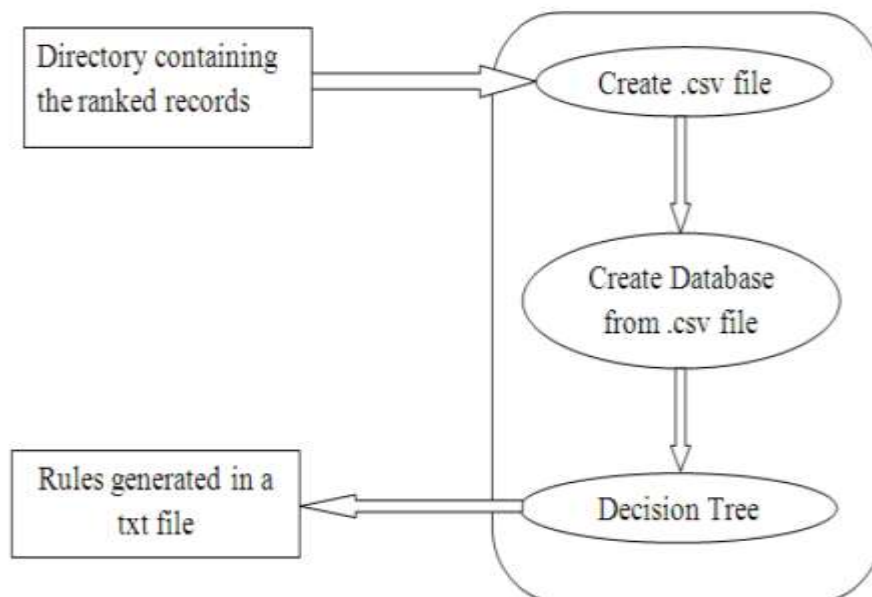 Directory containing
the ranked records
Create .csv file
Create Database
from .csv file
Decision Tree
Rules generated in a
txt file